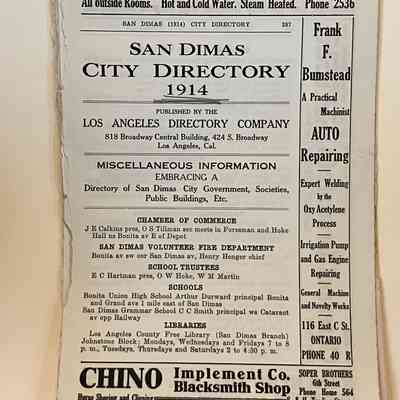 All outside Rooms. Hot and Cold Water. Steam Heated. Phone 2536
SAN DIMAS (1914) CITY DIRECTORY 287
SAN DIMAS
CITY DIRECTORY
1914
PUBLISHED BY THE
LOS ANGELES DIRECTORY COMPANY
818 Broadway Central Building, 424 S. Broadway
Los Angeles, Cal.
MISCELLANEOUS INFORMATION
EMBRACING A
Directory of San Dimas City Government, Societies,
Public Buildings, Etc.
CHAMBER OF COMMERCE
J E Calkins pres, O S Tillman sec meets in Forssman and Hoke
Hall ns Bonita av E of Depot
SAN DIMAS VOLUNTEER FIRE DEPARTMENT
Bonita av sw cor San Dimas av, Henry Henger chief
SCHOOL TRUSTEES
E C Hartman pres, O W Hoke, W M Martin
SCHOOLS
Bonita Union High School Arthur Durward principal Bonita
and Grand ave 1 mile east of San Dimas
San Dimas Grammar School C C Smith principal ws Cataract
av opp Railway
LIBRARIES
Los Angeles County Free Library (San Dimas Branch)
Johnstone Block; Mondays, Wednesdays and Fridays 7 to 8
p. m., Tuesdays, Thursdays and Saturdays 2 to 4:30 p. m.
Frank
F.
Bumstead
A Practical
Machinist
AUTO
Repairing
Expert Welding
by the
Oxy Acetylene
Process
Irrigation Pump
and Gas Engine
Repairing
General Machine
and Novelty Works
116 East C St.
ONTARIO
PHONE 40 R
CHINO Implement Co.
Blacksmith Shop
Horse Shoeing and
SOPER BROTHERS
6th Street
Phone Home 564